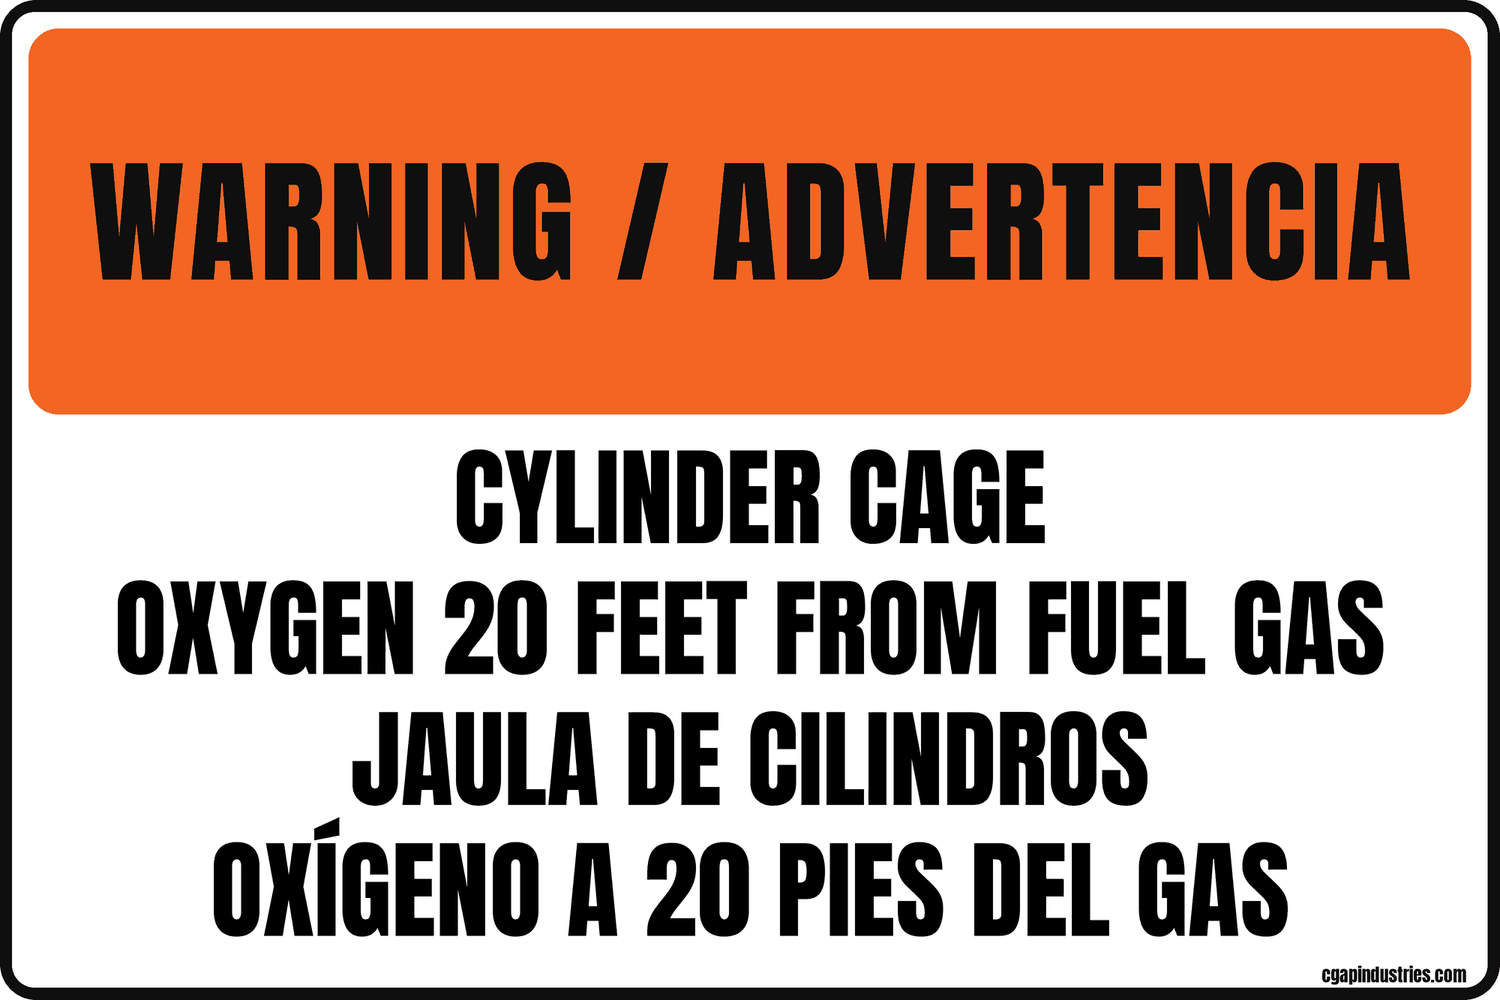 WARNING / ADVERTENCIA
CYLINDER CAGE
OXYGEN 20 FEET FROM FUEL GAS
JAULA DE CILINDROS
OXÍGENO A 20 PIES DEL GAS
cgapindustries.com